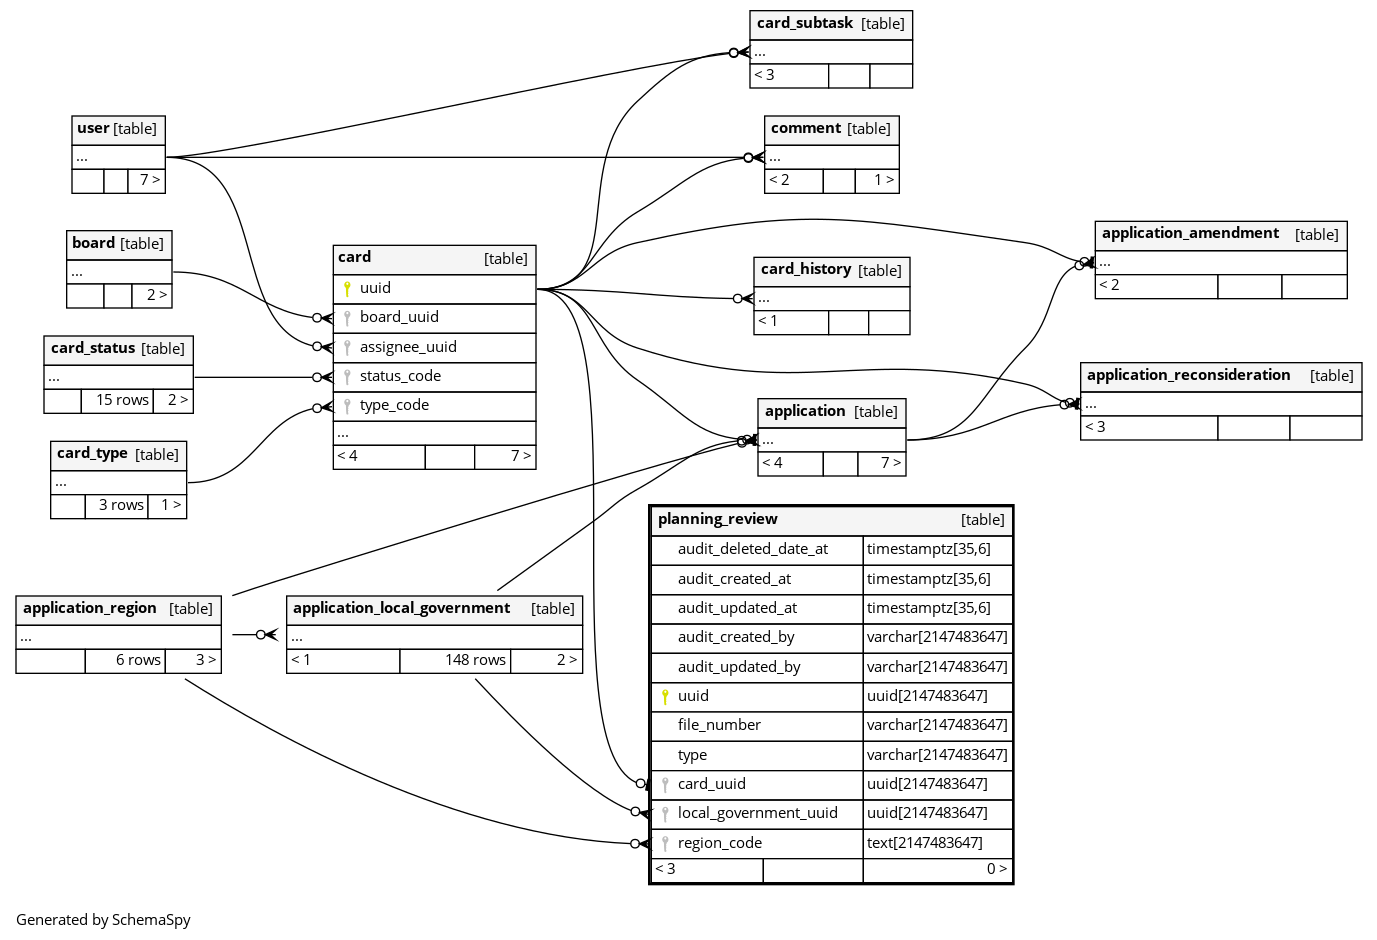 card_subtask [table]
...
< 3
user [table]
...
7 >
comment [table]
...
< 2 1 >
board [table]
...
2 >
card [table]
uuid
board_uuid
assignee_uuid
status_code
type_code
...
< 4 7 >
card_history [table]
...
< 1
application_amendment [table]
...
< 2
card_status [table]
...
15 rows 2 >
application_reconsideration [table]
...
< 3
card_type [table]
...
3 rows 1 >
application [table]
...
< 4 7 >
application_region [table]
...
6 rows 3 >
application_local_government [table]
...
< 1 148 rows 2 >
planning_review [table]
audit_deleted_date_at timestamptz[35,6]
audit_created_at timestamptz[35,6]
audit_updated_at timestamptz[35,6]
audit_created_by varchar[2147483647]
audit_updated_by varchar[2147483647]
uuid uuid[2147483647]
file_number varchar[2147483647]
type varchar[2147483647]
card_uuid uuid[2147483647]
local_government_uuid uuid[2147483647]
region_code text[2147483647]
< 3 0 >
Generated by SchemaSpy